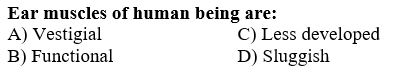 Ear muscles of human being are:
A) Vestigial C) Less developed
B) Functional D) Sluggish